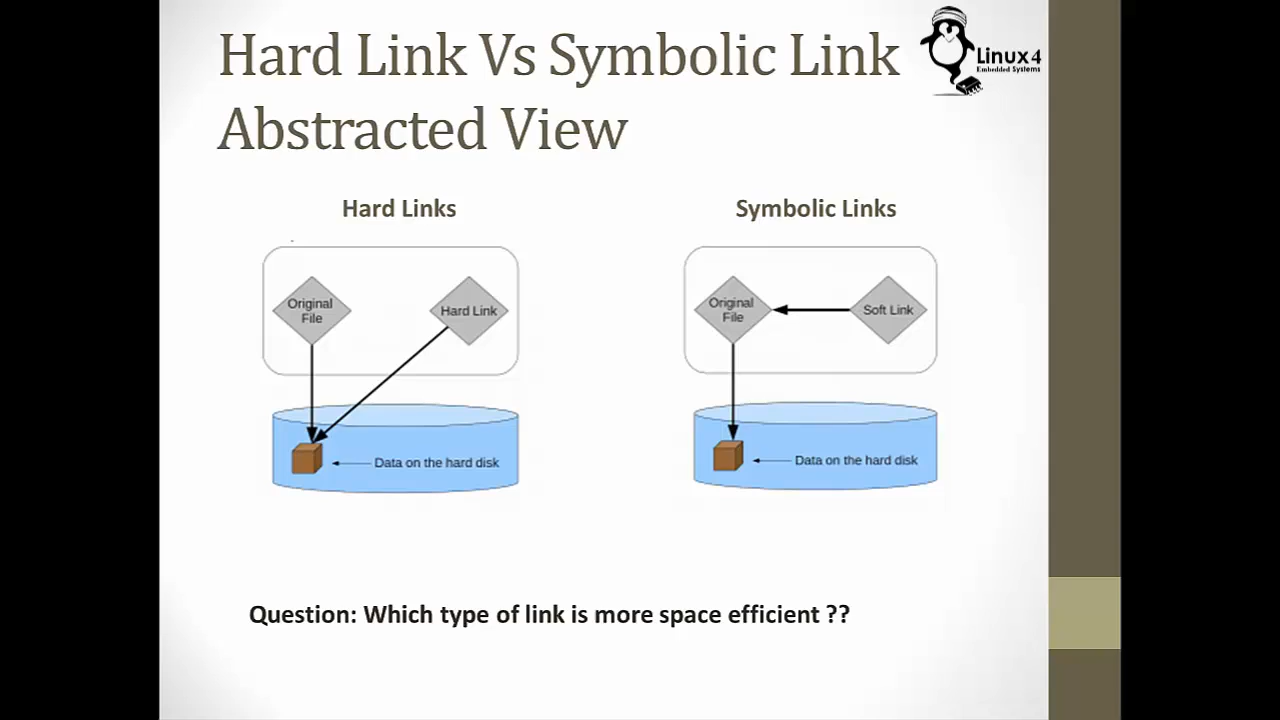 Hard Link Vs Symbolic Link
Abstracted View
Linux4
Embedded Systems
Hard Links
Symbolic Links
Original
File
Hard Link
Original
File
Soft Link
Data on the hard disk
Data on the hard disk
Question: Which type of link is more space efficient ??